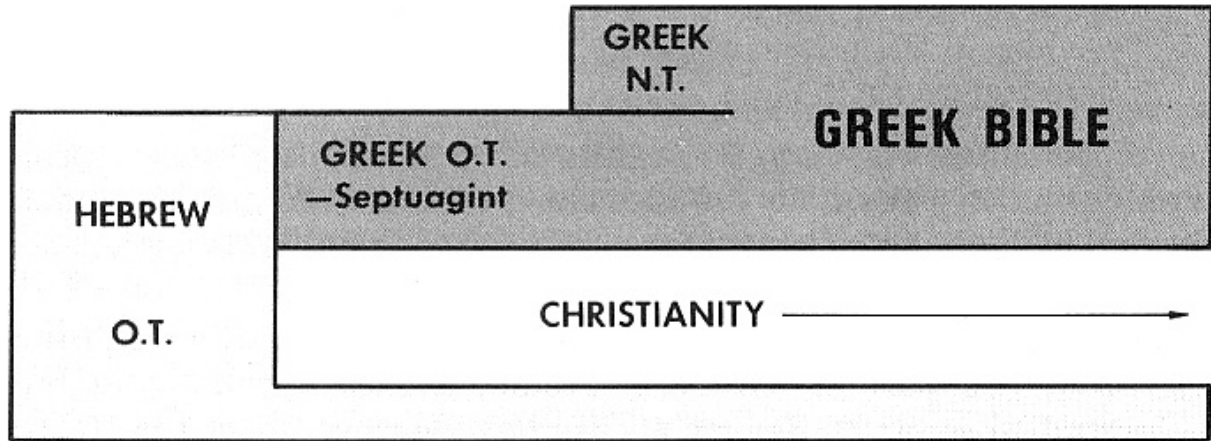 GREEK
N.T.
GREEK BIBLE
GREEK O.T.
—Septuagint
HEBREW
O.T.
CHRISTIANITY